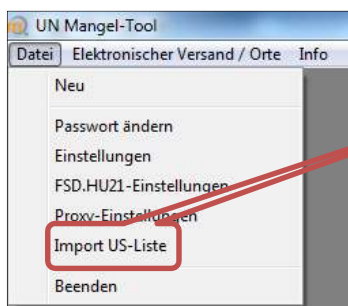 UN Mangel-Tool
Datei Elektronischer Versand / Orte Info
Neu
Passwort ändern
Einstellungen
FSD.HU21-Einstellungen
Proxy-Einstellungen
Import US-Liste
Beenden